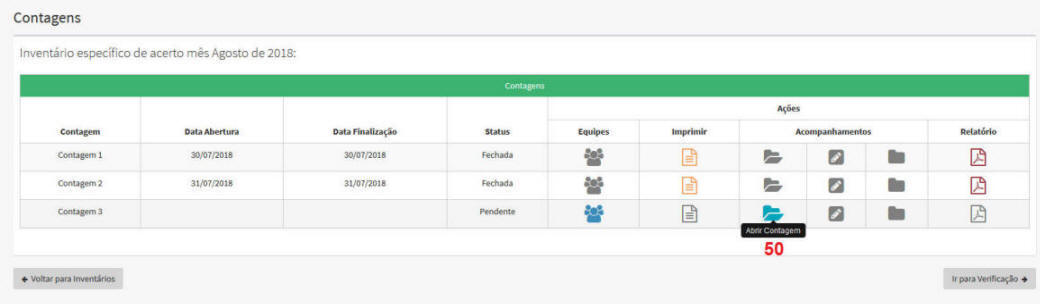 Contagens
Inventário específico de acerto mês Agosto de 2018:
Contagens
Ações
Contagem Data Abertura Data Finalização Status Equipes Imprimir Acompanhamentos Relatório
Contagem 1 30/07/2018 30/07/2018 Fechada
Contagem 2 31/07/2018 31/07/2018 Fechada
Contagem 3 Pendente
Abrir Contagem
50
Voltar para Inventários Ir para Verificação